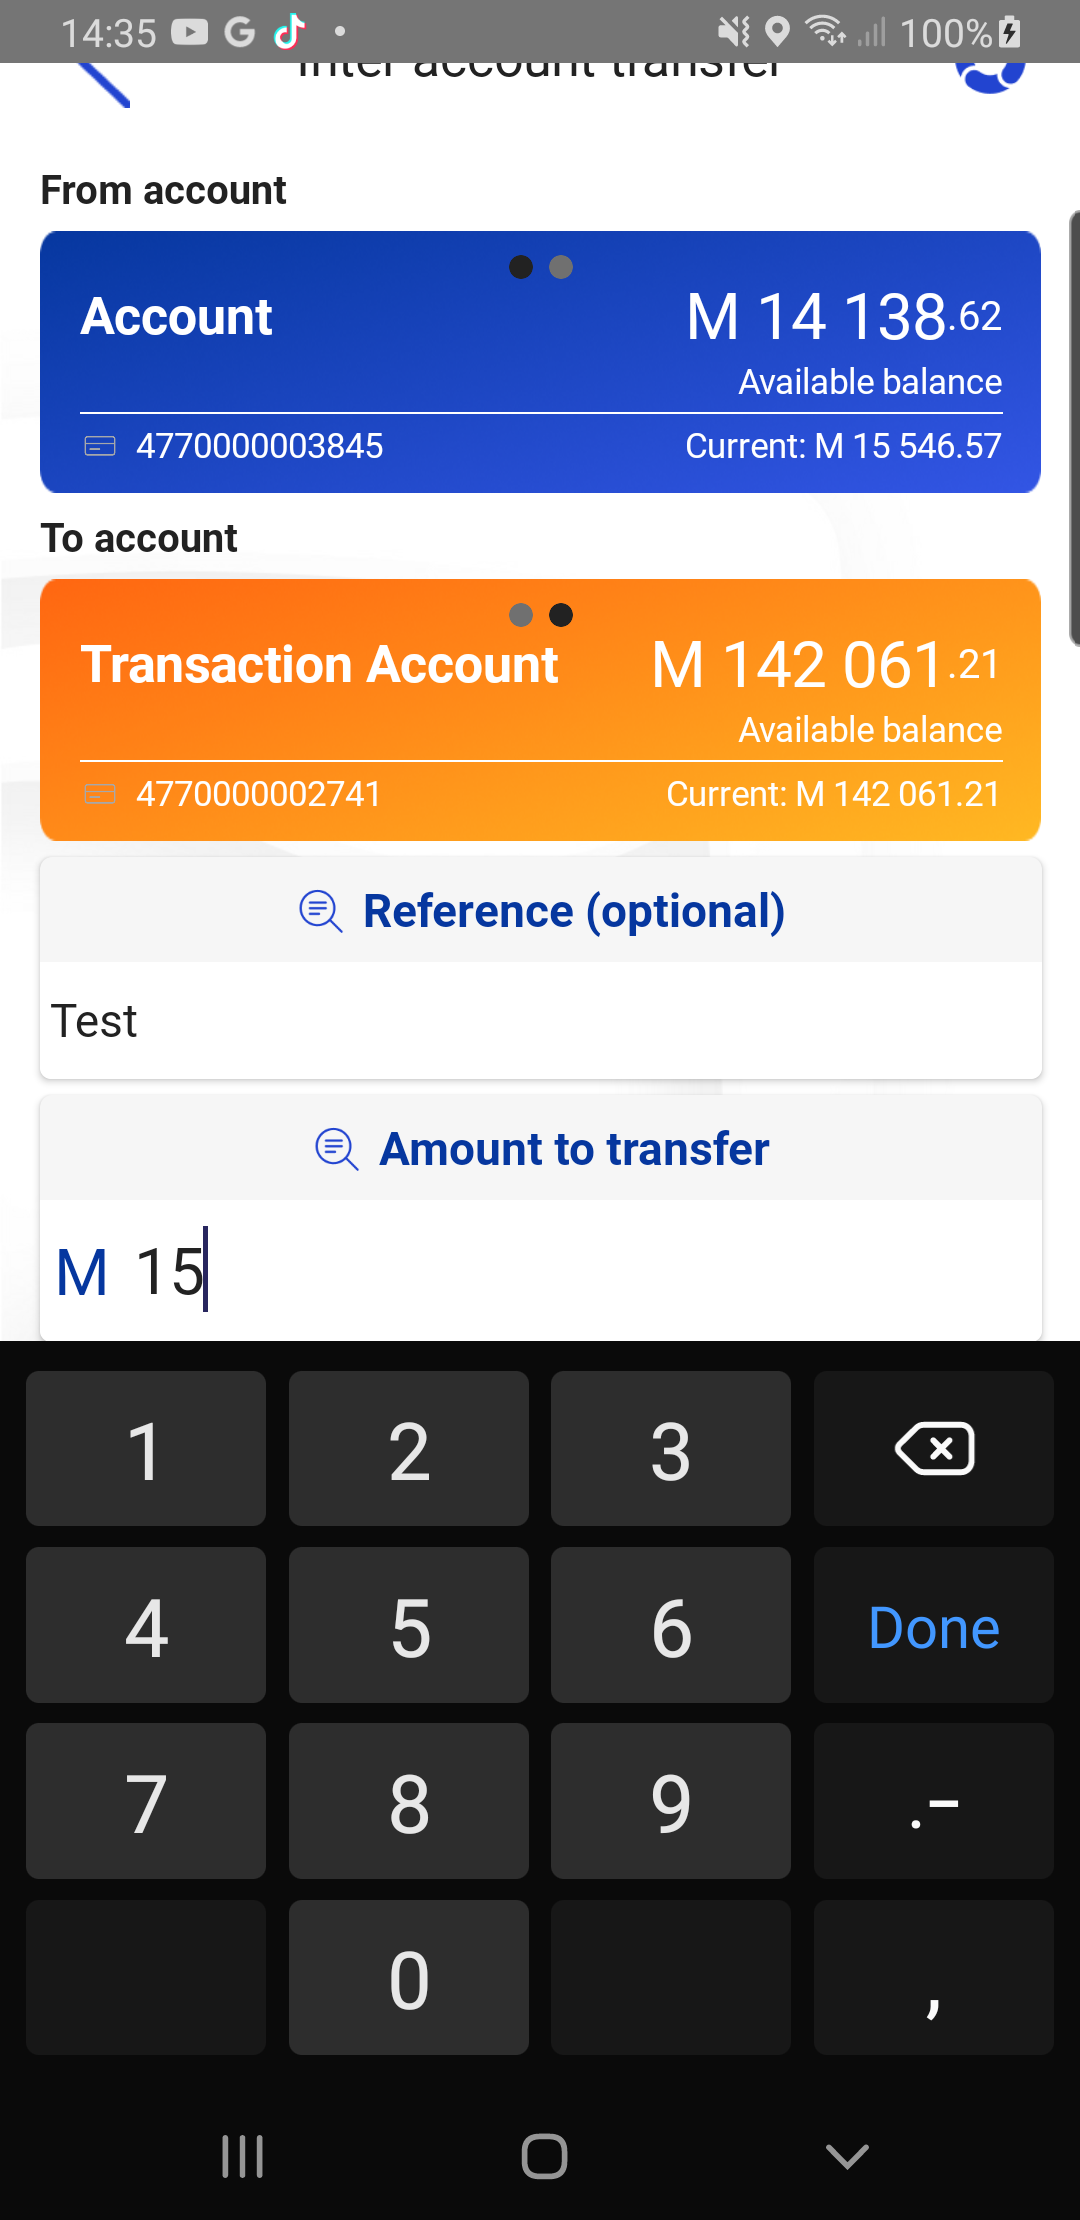 14:35 100%
Inter account transfer
From account
Account M 14 138.62
Available balance
4770000003845 Current: M 15 546.57
To account
Transaction Account M 142 061.21
Available balance
4770000002741 Current: M 142 061.21
Reference (optional)
Test
Amount to transfer
M 15
1 2 3
4 5 6 Done
7 8 9 .-
0 ,